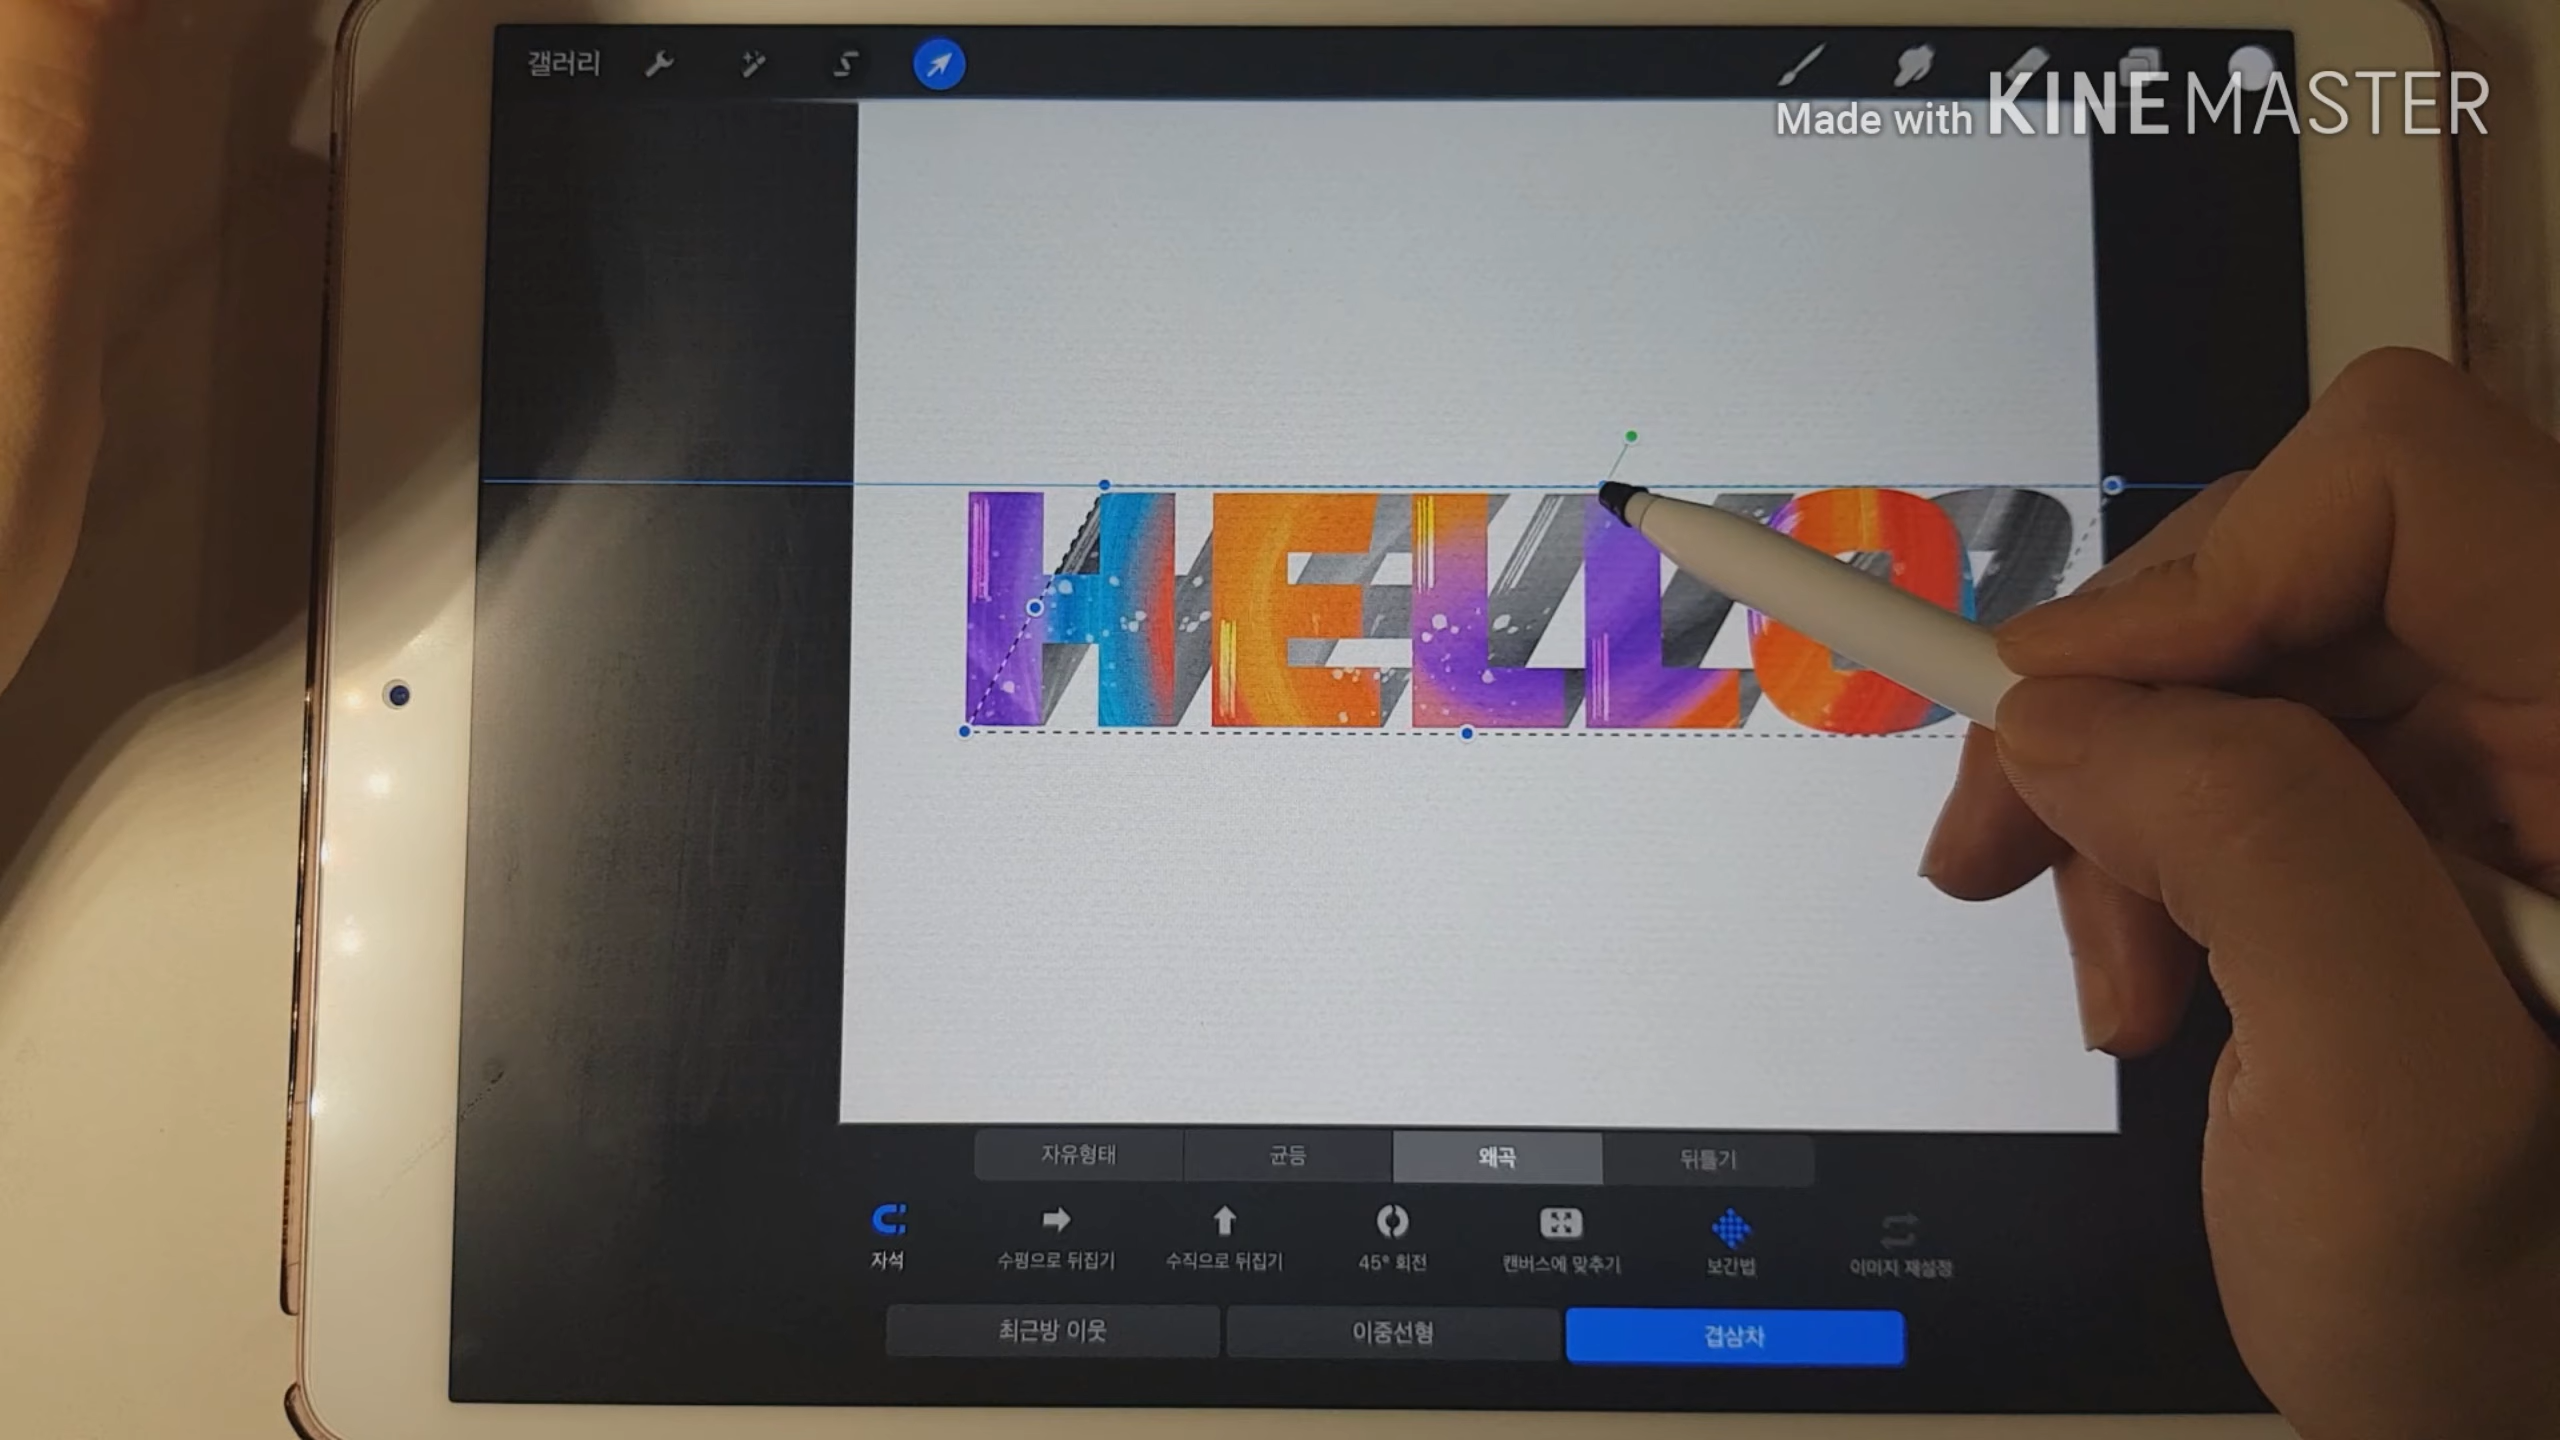 갤러리
Made with KINEMASTER
HELLO
자유형태 균등 왜곡 뒤틀기
자석 수평으로 뒤집기 수직으로 뒤집기 45° 회전 캔버스에 맞추기 보간법 이미지 재설정
최근방 이웃 이중선형 겹삼차